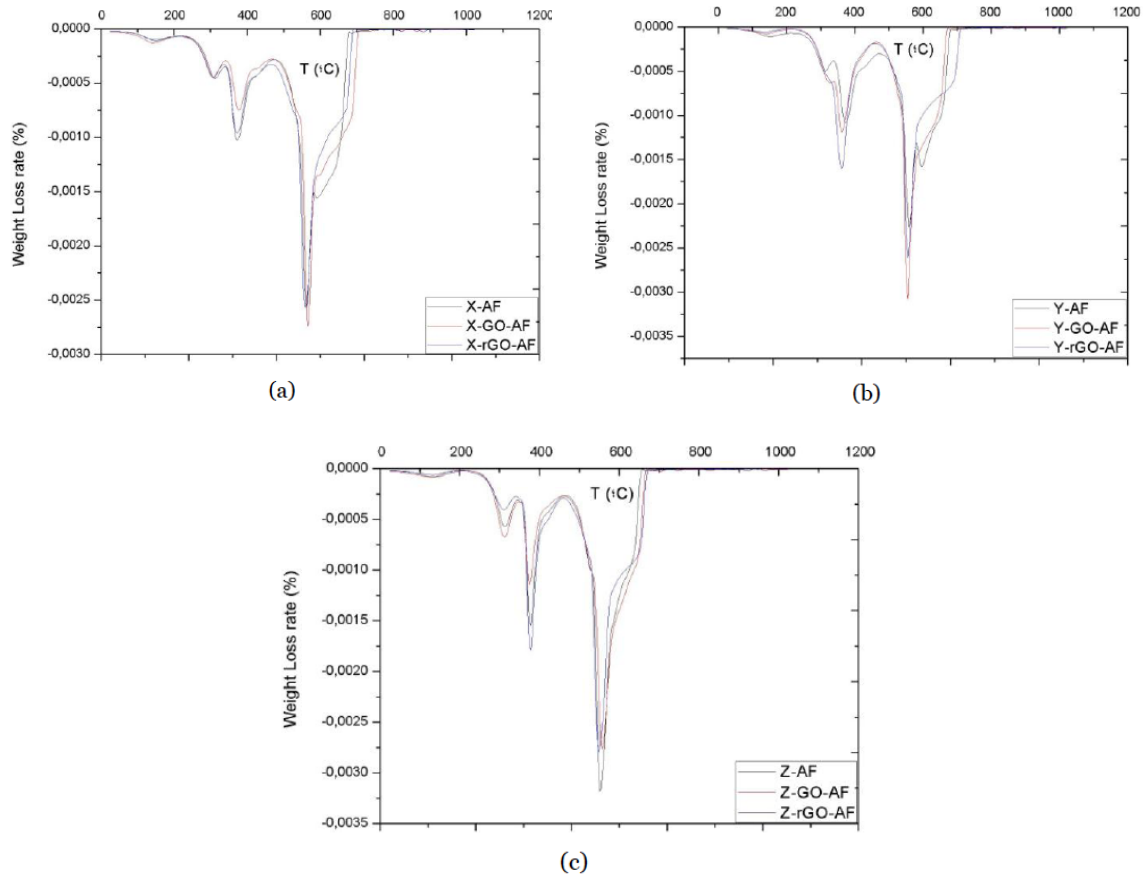 0 200 400 600 800 1000 1200
0,0000
-0,0005
-0,0010
-0,0015
-0,0020
-0,0025
-0,0030
Weight Loss rate (%)
T (
C)
X-AF
X-GO-AF
X-rGO-AF
(a)
0 200 400 600 800 1000 1200
0,0000
-0,0005
-0,0010
-0,0015
-0,0020
-0,0025
-0,0030
-0,0035
Weight Loss rate (%)
T (
C)
Y-AF
Y-GO-AF
Y-rGO-AF
(b)
0 200 400 600 800 1000 1200
0,0000
-0,0005
-0,0010
-0,0015
-0,0020
-0,0025
-0,0030
-0,0035
Weight Loss rate (%)
T (
C)
Z-AF
Z-GO-AF
Z-rGO-AF
(c)